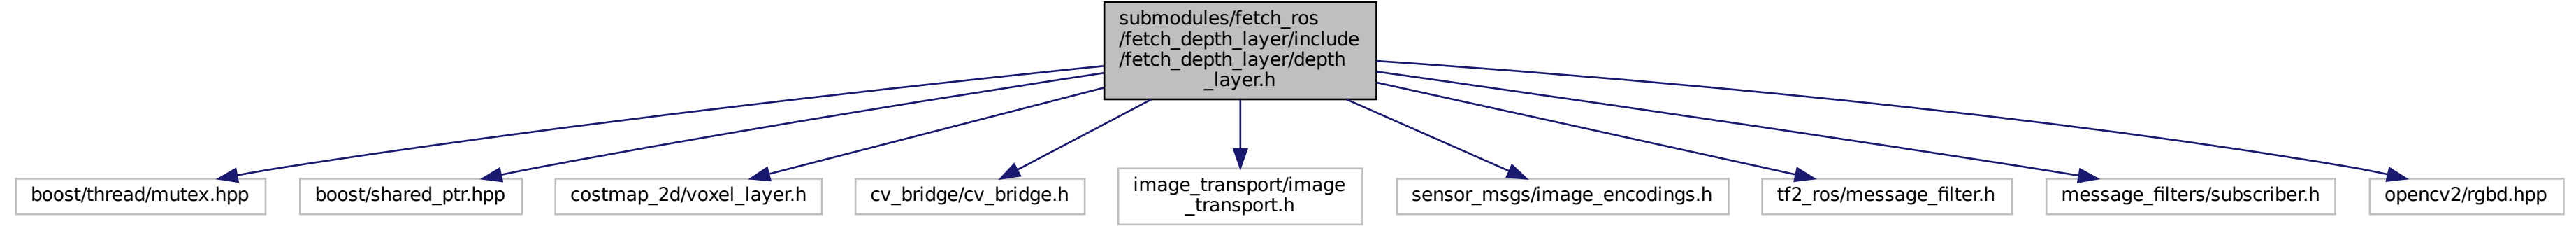 submodules/fetch_ros
/fetch_depth_layer/include
/fetch_depth_layer/depth
_layer.h
boost/thread/mutex.hpp
boost/shared_ptr.hpp
costmap_2d/voxel_layer.h
cv_bridge/cv_bridge.h
image_transport/image
_transport.h
sensor_msgs/image_encodings.h
tf2_ros/message_filter.h
message_filters/subscriber.h
opencv2/rgbd.hpp